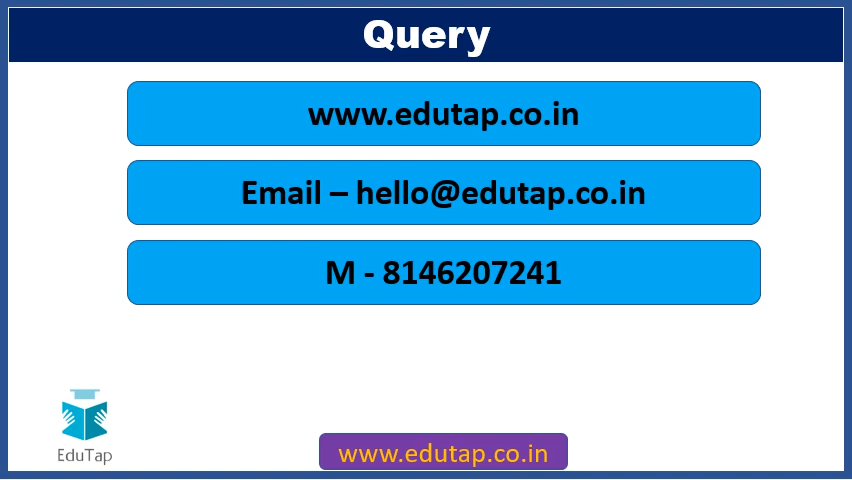 Query
www.edutap.co.in
Email – hello@edutap.co.in
M - 8146207241
EduTap
www.edutap.co.in